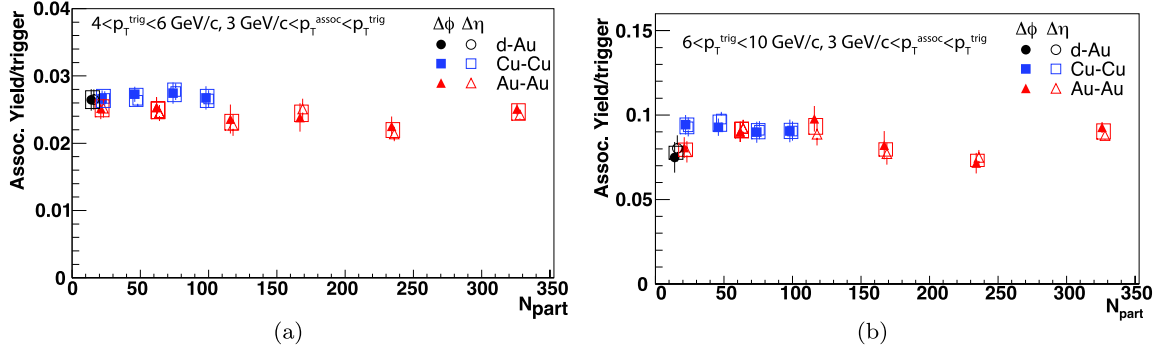 4<p_T^trig<6 GeV/c, 3 GeV/c<p_T^assoc<p_T^trig
Δϕ Δη
d-Au
Cu-Cu
Au-Au
Assoc. Yield/trigger
0.04
0.03
0.02
0.01
0
0 50 100 150 200 250 300 350
N_part
(a)
6<p_T^trig<10 GeV/c, 3 GeV/c<p_T^assoc<p_T^trig
Δϕ Δη
d-Au
Cu-Cu
Au-Au
Assoc. Yield/trigger
0.15
0.1
0.05
0
0 50 100 150 200 250 300 350
N_part
(b)